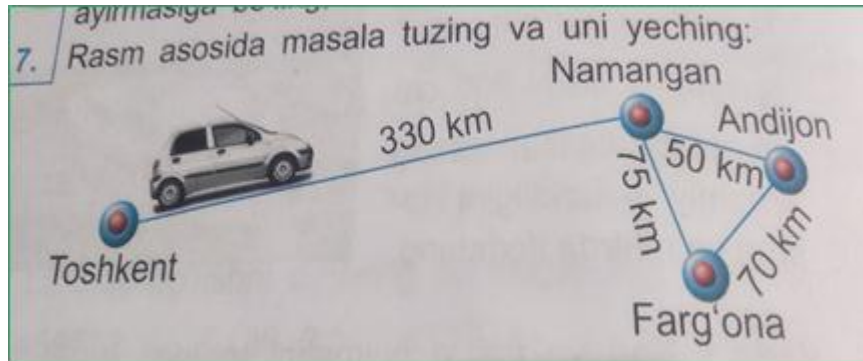 7. Rasm asosida masala tuzing va uni yeching:
Namangan
Andijon
330 km
50 km
75 km
Toshkent
70 km
Farg‘ona